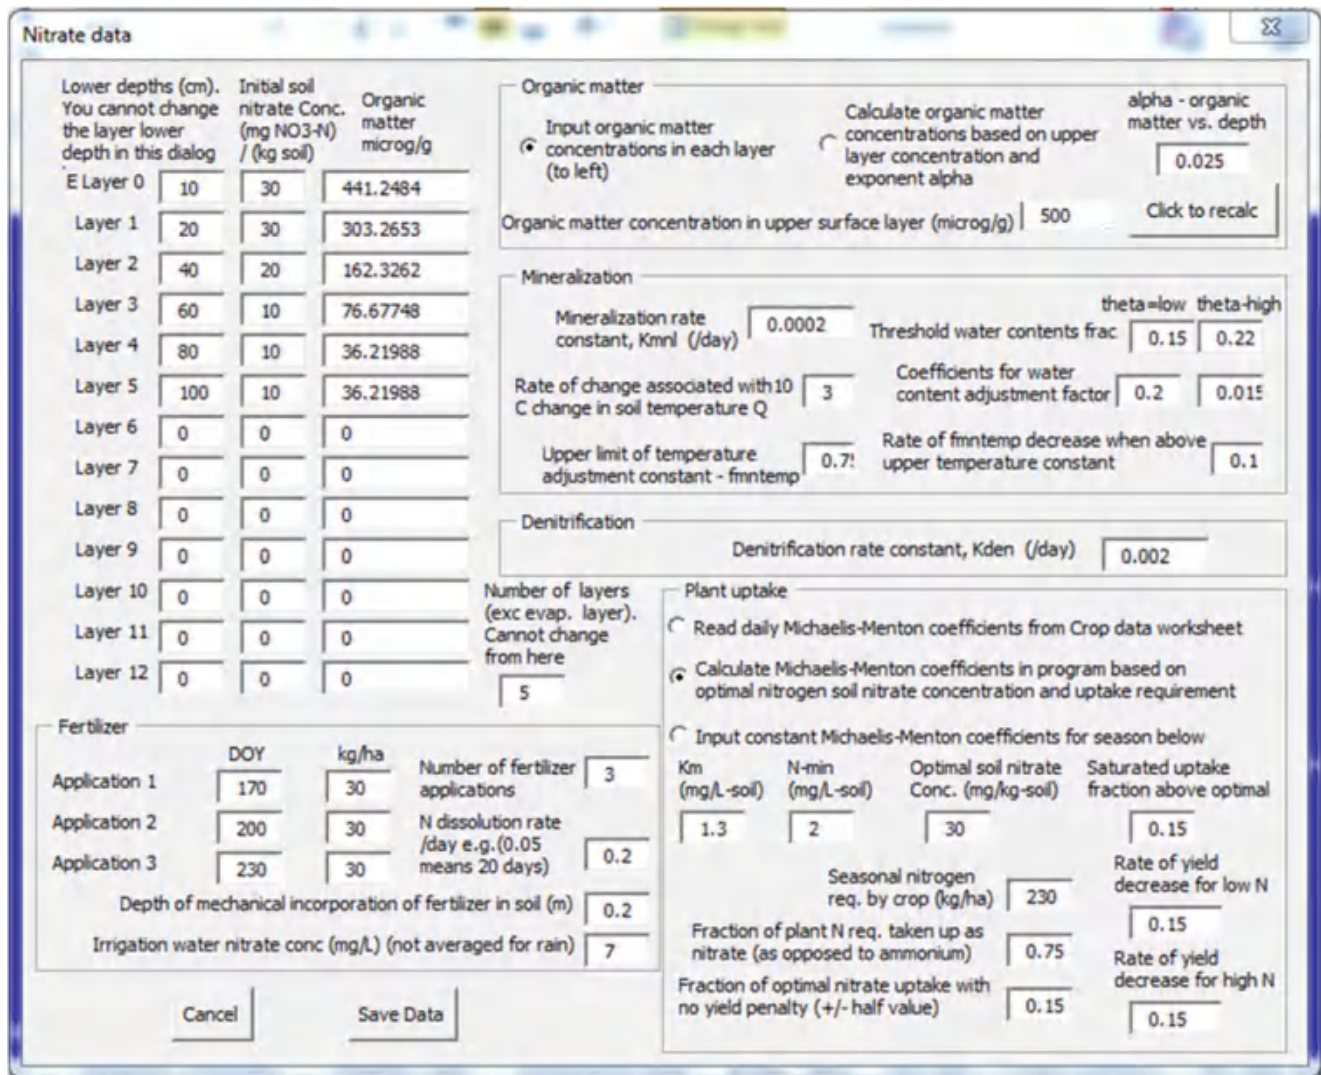 Nitrate data
Lower depths (cm).
You cannot change
the layer lower
depth in this dialog
Initial soil
nitrate Conc.
(mg NO3-N)
/ (kg soil)
Organic
matter
microg/g
E Layer 0 10 30 441.2484
Layer 1 20 30 303.2653
Layer 2 40 20 162.3262
Layer 3 60 10 76.67748
Layer 4 80 10 36.21988
Layer 5 100 10 36.21988
Layer 6 0 0 0
Layer 7 0 0 0
Layer 8 0 0 0
Layer 9 0 0 0
Layer 10 0 0 0
Layer 11 0 0 0
Layer 12 0 0 0
Number of layers
(exc evap. layer).
Cannot change
from here
5
Organic matter
Input organic matter
concentrations in each layer
(to left)
Calculate organic matter
concentrations based on upper
layer concentration and
exponent alpha
alpha - organic
matter vs. depth
0.025
Organic matter concentration in upper surface layer (microg/g) 500
Click to recalc
Mineralization
Mineralization rate
constant, Kmnl (/day)
0.0002
theta=low theta-high
Threshold water contents frac 0.15 0.22
Rate of change associated with10
C change in soil temperature Q
3
Coefficients for water
content adjustment factor 0.2 0.015
Upper limit of temperature
adjustment constant - fmntemp
0.7
Rate of fmntemp decrease when above
upper temperature constant
0.1
Denitrification
Denitrification rate constant, Kden (/day) 0.002
Plant uptake
Read daily Michaelis-Menton coefficients from Crop data worksheet
Calculate Michaelis-Menton coefficients in program based on
optimal nitrogen soil nitrate concentration and uptake requirement
Input constant Michaelis-Menton coefficients for season below
Km
(mg/L-soil)
N-min
(mg/L-soil)
Optimal soil nitrate
Conc. (mg/kg-soil)
Saturated uptake
fraction above optimal
1.3 2 30 0.15
Seasonal nitrogen
req. by crop (kg/ha)
230
Rate of yield
decrease for low N
0.15
Fraction of plant N req. taken up as
nitrate (as opposed to ammonium)
0.75
Rate of yield
decrease for high N
0.15
Fraction of optimal nitrate uptake with
no yield penalty (+/- half value)
0.15
Fertilizer
DOY kg/ha
Application 1 170 30
Application 2 200 30
Application 3 230 30
Number of fertilizer
applications
3
N dissolution rate
/day e.g.(0.05
means 20 days)
0.2
Depth of mechanical incorporation of fertilizer in soil (m) 0.2
Irrigation water nitrate conc (mg/L) (not averaged for rain) 7
Cancel
Save Data